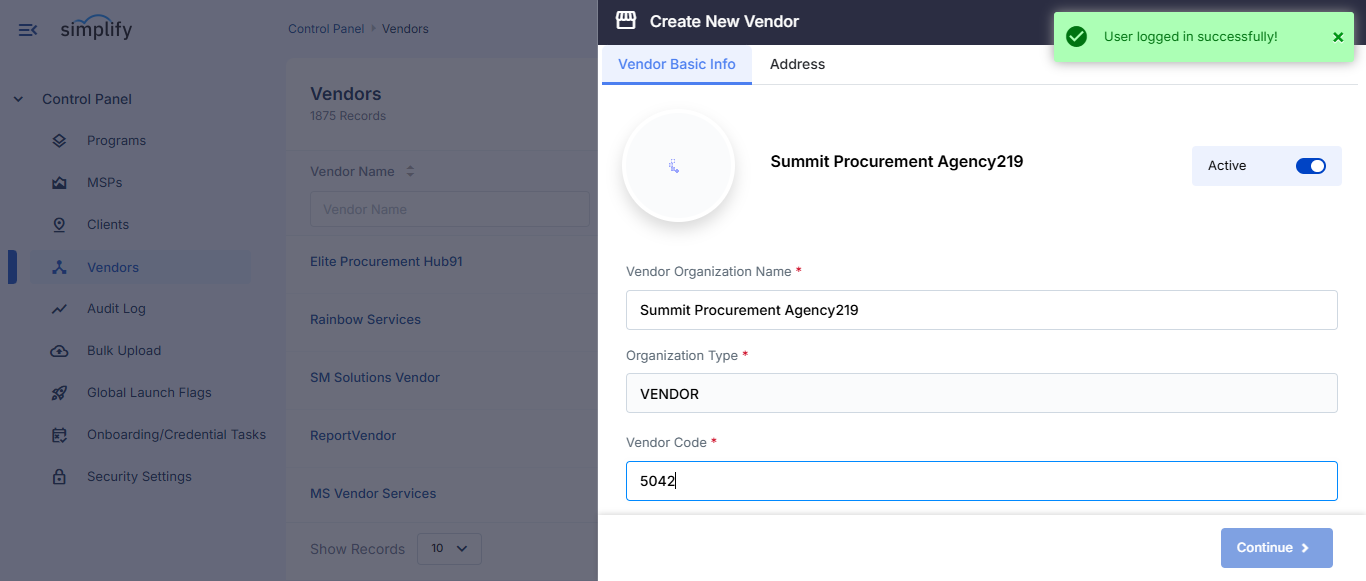 simplify
Control Panel
Programs
MSPs
Clients
Vendors
Audit Log
Bulk Upload
Global Launch Flags
Onboarding/Credential Tasks
Security Settings
Control Panel > Vendors
Vendors
1875 Records
Vendor Name
Vendor Name
Elite Procurement Hub91
Rainbow Services
SM Solutions Vendor
ReportVendor
MS Vendor Services
Show Records 10
Create New Vendor
User logged in successfully!
Vendor Basic Info Address
Summit Procurement Agency219
Active
Vendor Organization Name *
Summit Procurement Agency219
Organization Type *
VENDOR
Vendor Code *
5042
Continue